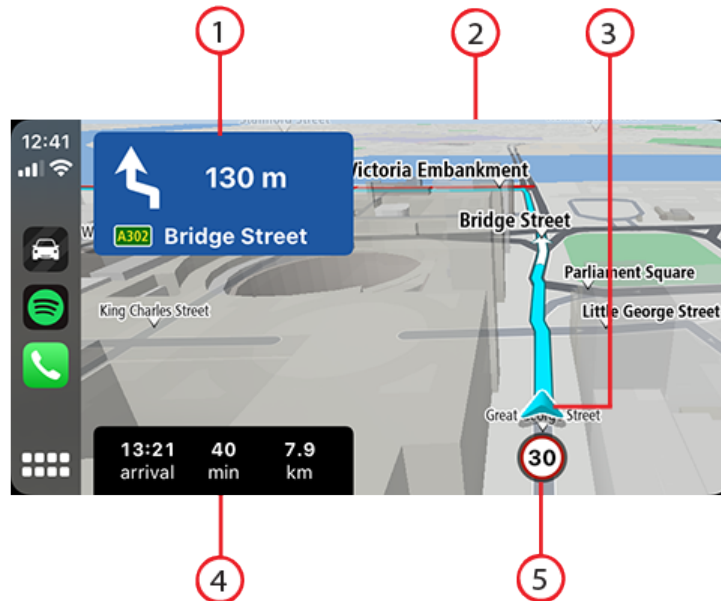 1
2
3
12:41
130 m
A302 Bridge Street
Victoria Embankment
Bridge Street
Parliament Square
King Charles Street
Little George Street
Great George Street
30
13:21 40 7.9
arrival min km
4
5